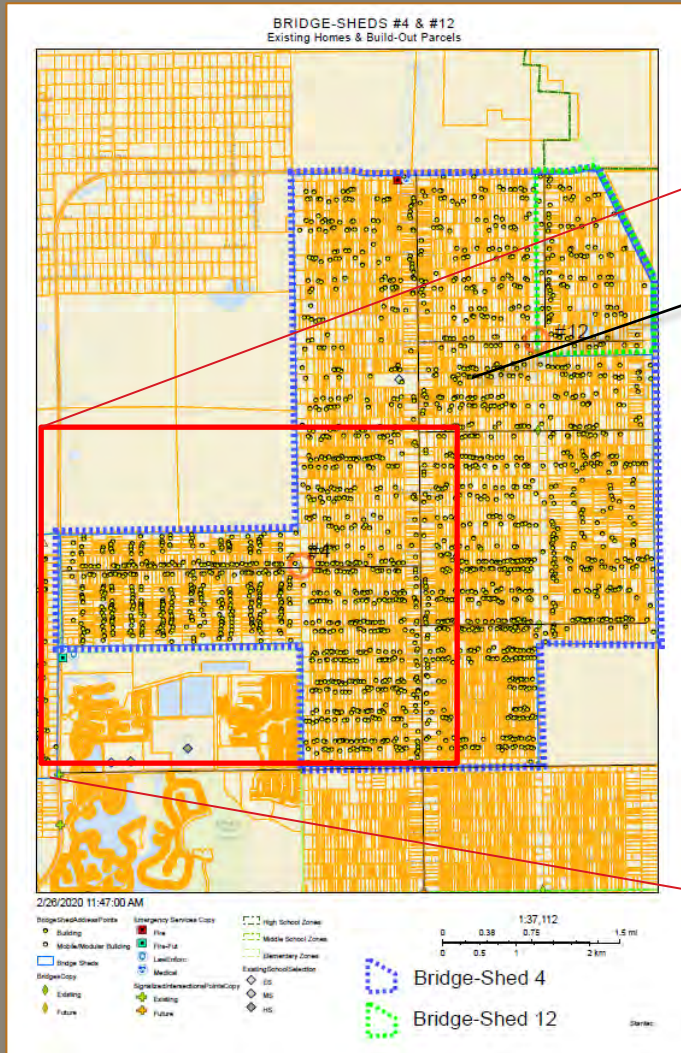 BRIDGE-SHEDS #4 & #12
Existing Homes & Build-Out Parcels
#12
#4
2/26/2020 11:47:00 AM
BridgeShedAddressPoints
Building
Mobile/Modular Building
Bridge Sheds
BridgesCopy
Existing
Future
Emergency Services Copy
Fire
Fire-Fut
LawEnforc
Medical
SignalizedIntersectionsPointsCopy
Existing
Future
High School Zones
Middle School Zones
Elementary Zones
ExistingSchoolSelection
ES
MS
HS
1:37,112
0 0.38 0.75 1.5 mi
0 0.5 1 2 km
Bridge-Shed 4
Bridge-Shed 12
Stantec